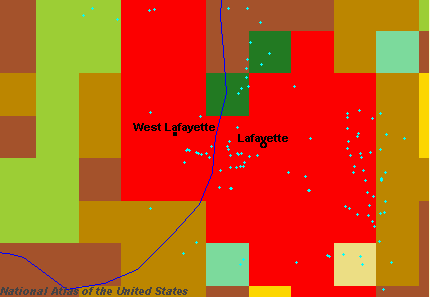 West Lafayette
Lafayette
National Atlas of the United States